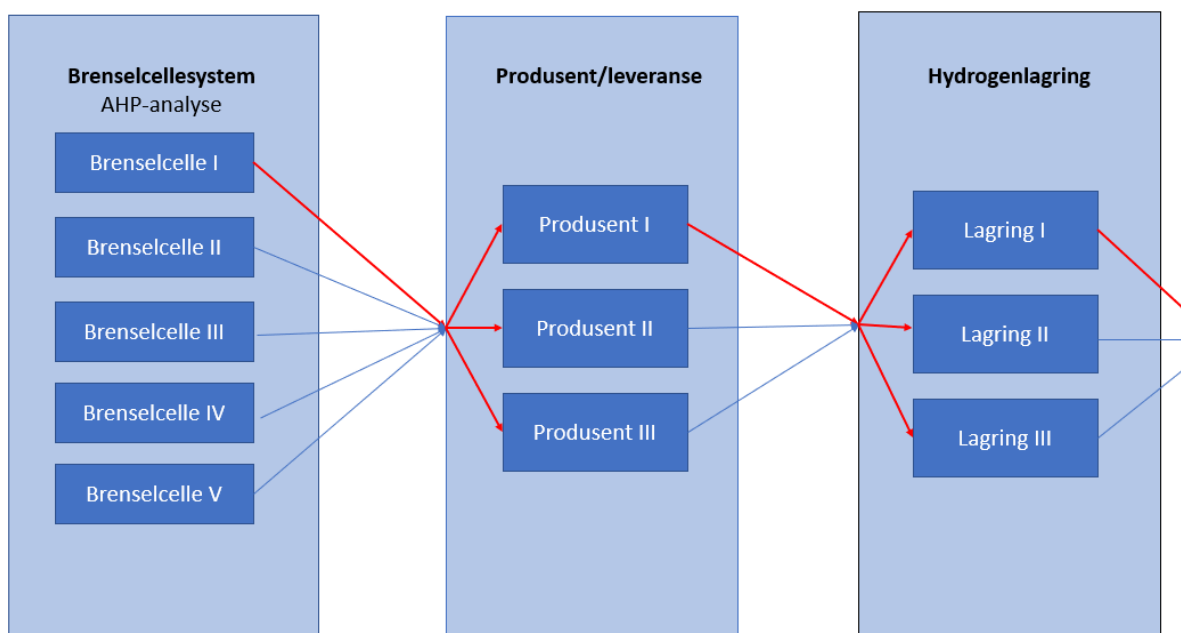 Brenselcellesystem
AHP-analyse
Brenselcelle I
Brenselcelle II
Brenselcelle III
Brenselcelle IV
Brenselcelle V
Produsent/leveranse
Produsent I
Produsent II
Produsent III
Hydrogenlagring
Lagring I
Lagring II
Lagring III